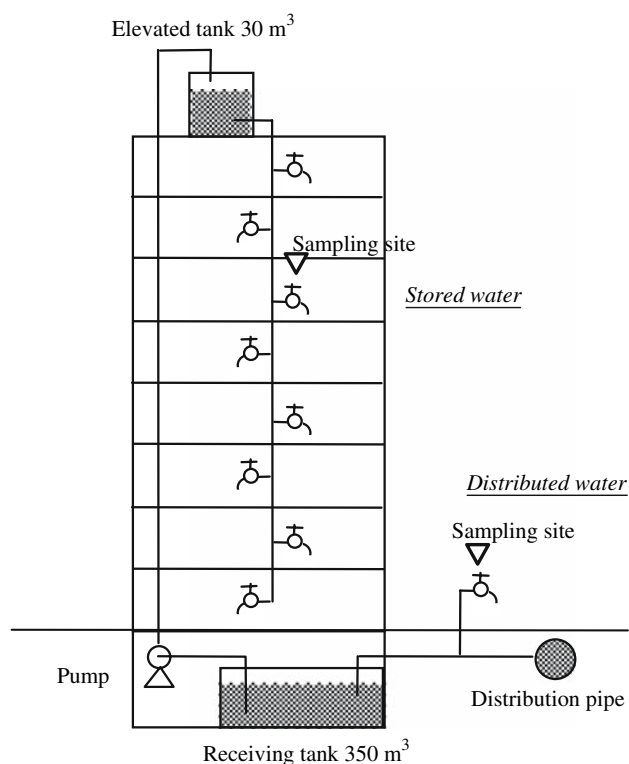 Elevated tank 30 m³
Sampling site
Stored water
Distributed water
Sampling site
Pump
Distribution pipe
Receiving tank 350 m³